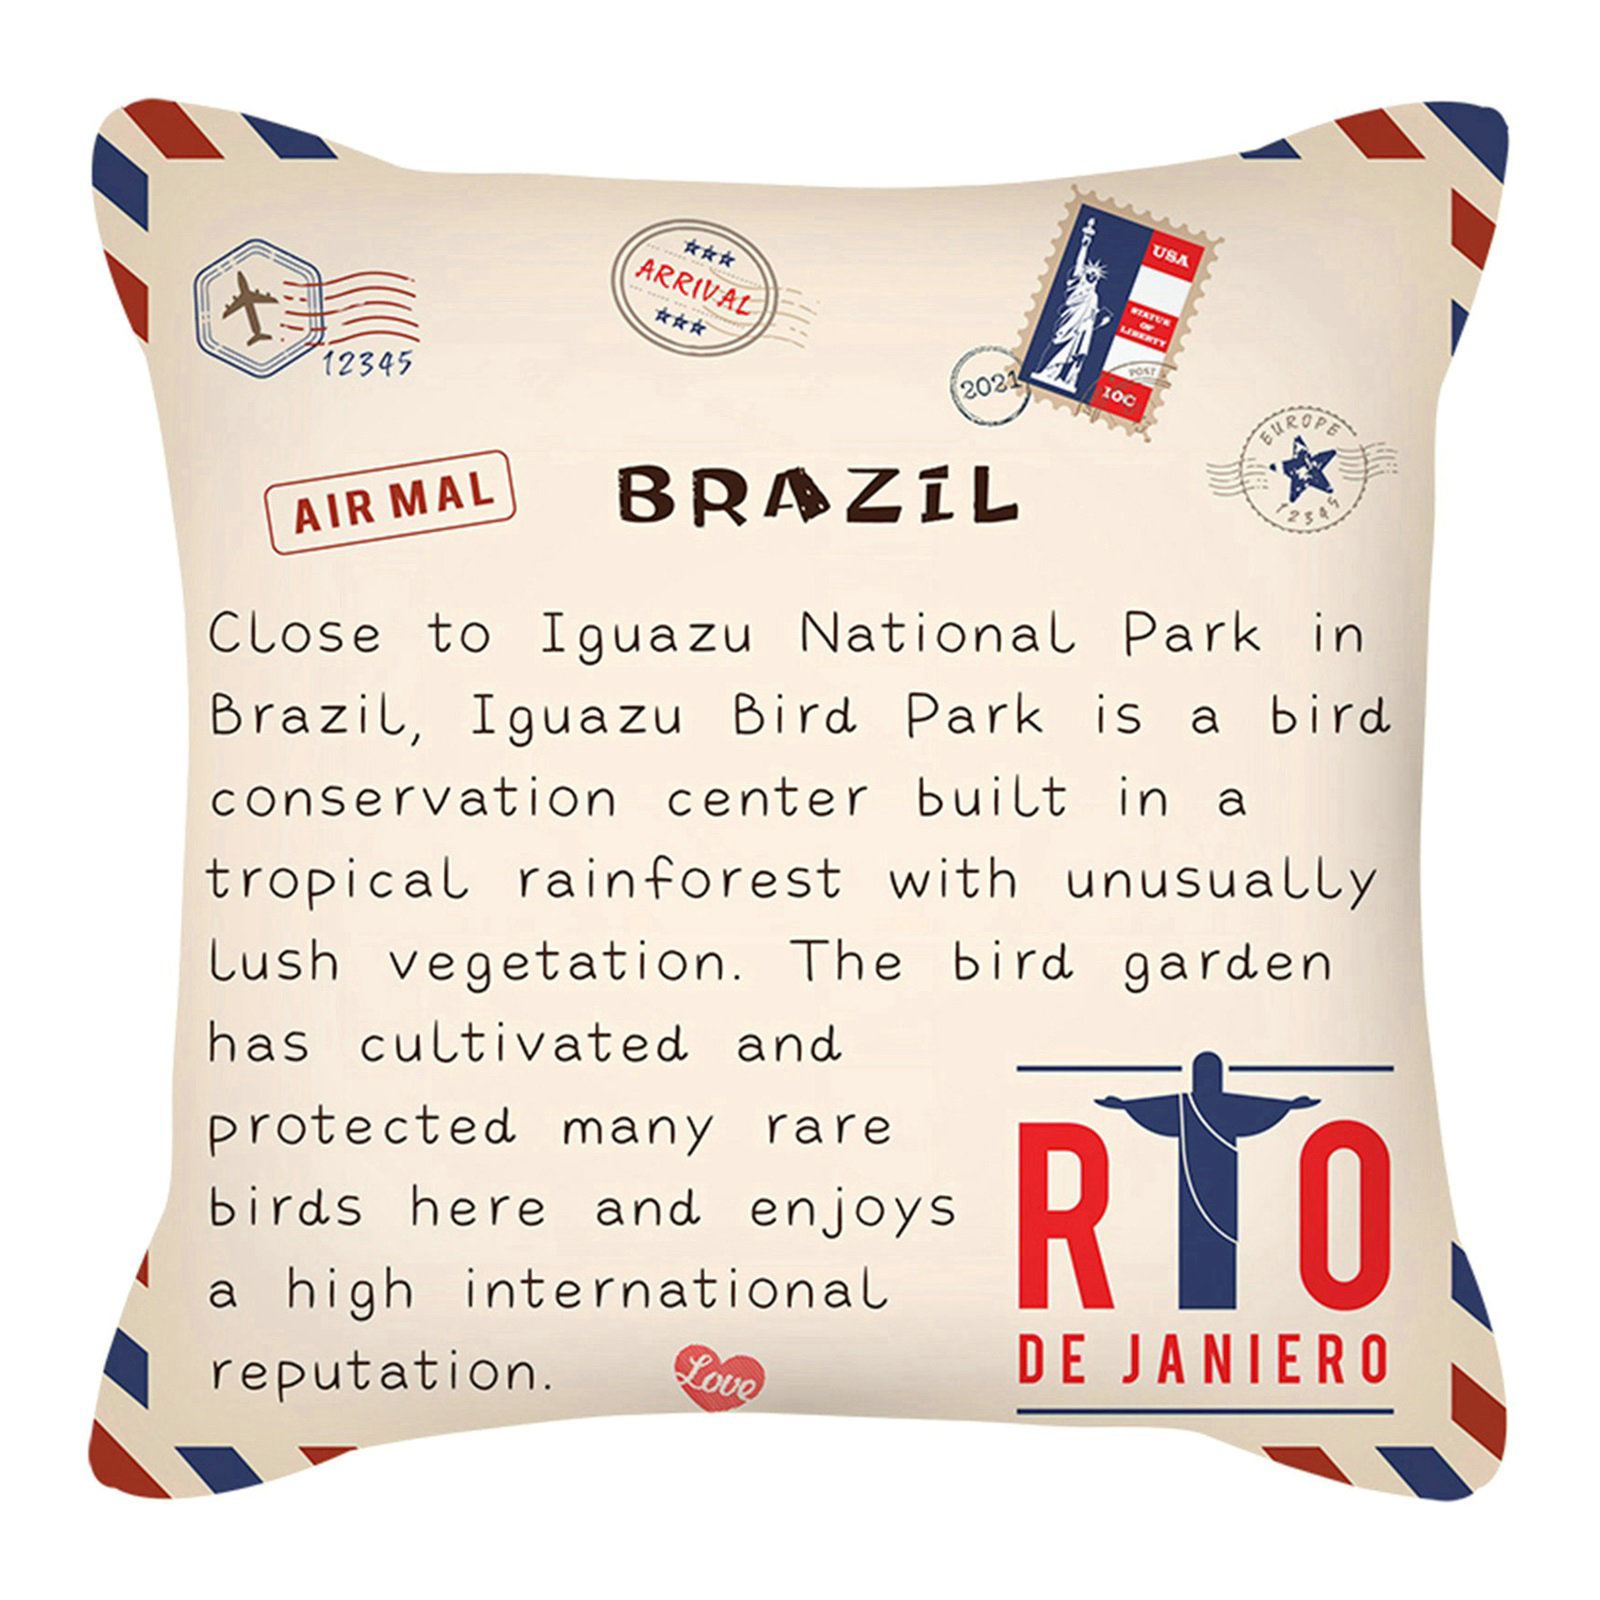 ARRIVAL
USA
STATUE
OF
LIBERTY
POST
10C
2021
12345
EUROPE
12345
AIR MAL
BRAZIL
Close to Iguazu National Park in
Brazil, Iguazu Bird Park is a bird
conservation center built in a
tropical rainforest with unusually
lush vegetation. The bird garden
has cultivated and
protected many rare
birds here and enjoys
a high international
reputation.
Love
RIO
DE JANIERO